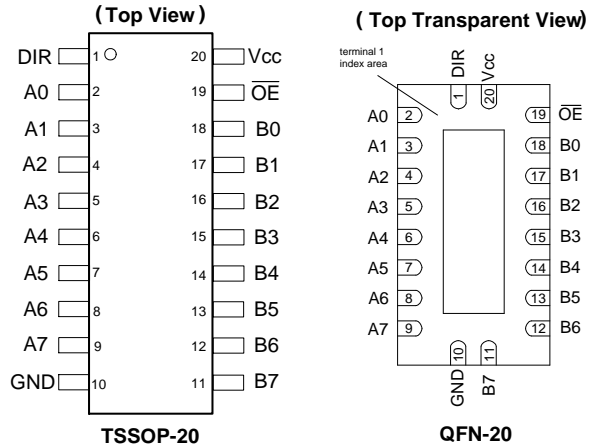 (Top View)
DIR 1 20 Vcc
A0 2 19 OE
A1 3 18 B0
A2 4 17 B1
A3 5 16 B2
A4 6 15 B3
A5 7 14 B4
A6 8 13 B5
A7 9 12 B6
GND 10 11 B7
TSSOP-20
( Top Transparent View)
terminal 1
index area
DIR Vcc
1 20
A0 2 19 OE
A1 3 18 B0
A2 4 17 B1
A3 5 16 B2
A4 6 15 B3
A5 7 14 B4
A6 8 13 B5
A7 9 12 B6
10 11
GND B7
QFN-20